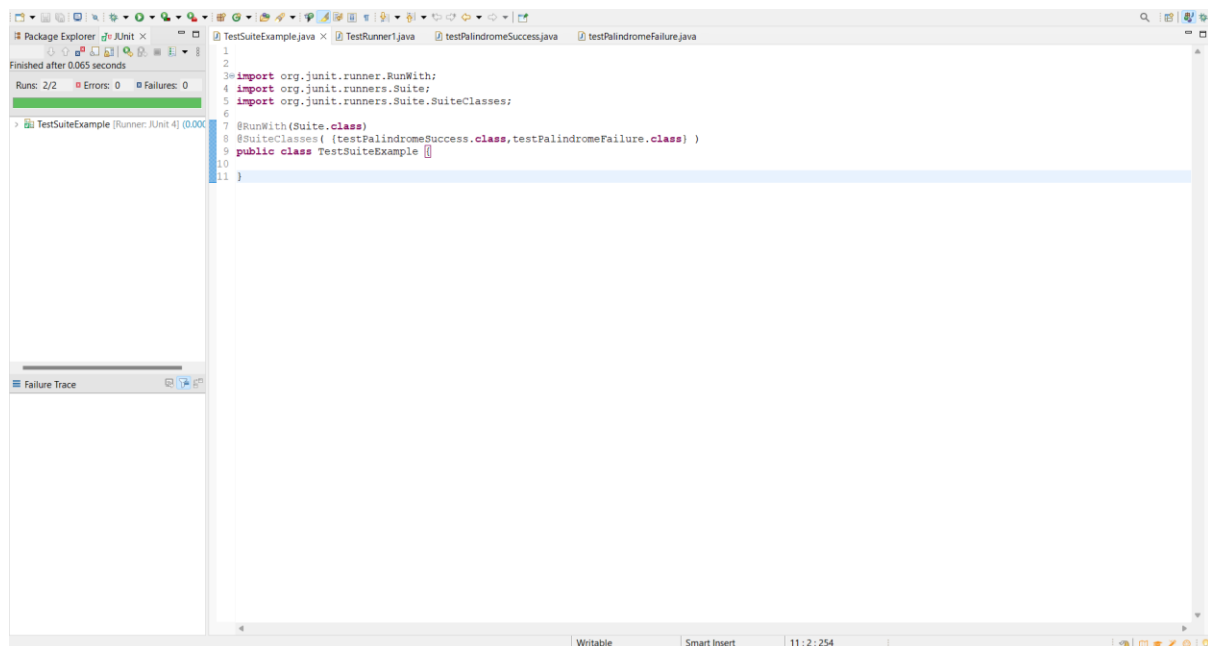 Package Explorer JUnit
TestSuiteExample.java TestRunner1.java testPalindromeSuccess.java testPalindromeFailure.java
Finished after 0.065 seconds
Runs: 2/2 Errors: 0 Failures: 0
TestSuiteExample [Runner: JUnit 4] (0.000
1
2
3 import org.junit.runner.RunWith;
4 import org.junit.runners.Suite;
5 import org.junit.runners.Suite.SuiteClasses;
6
7 @RunWith(Suite.class)
8 @SuiteClasses( {testPalindromeSuccess.class,testPalindromeFailure.class} )
9 public class TestSuiteExample {
10
11 }
Failure Trace
Writable Smart Insert 11 : 2 : 254